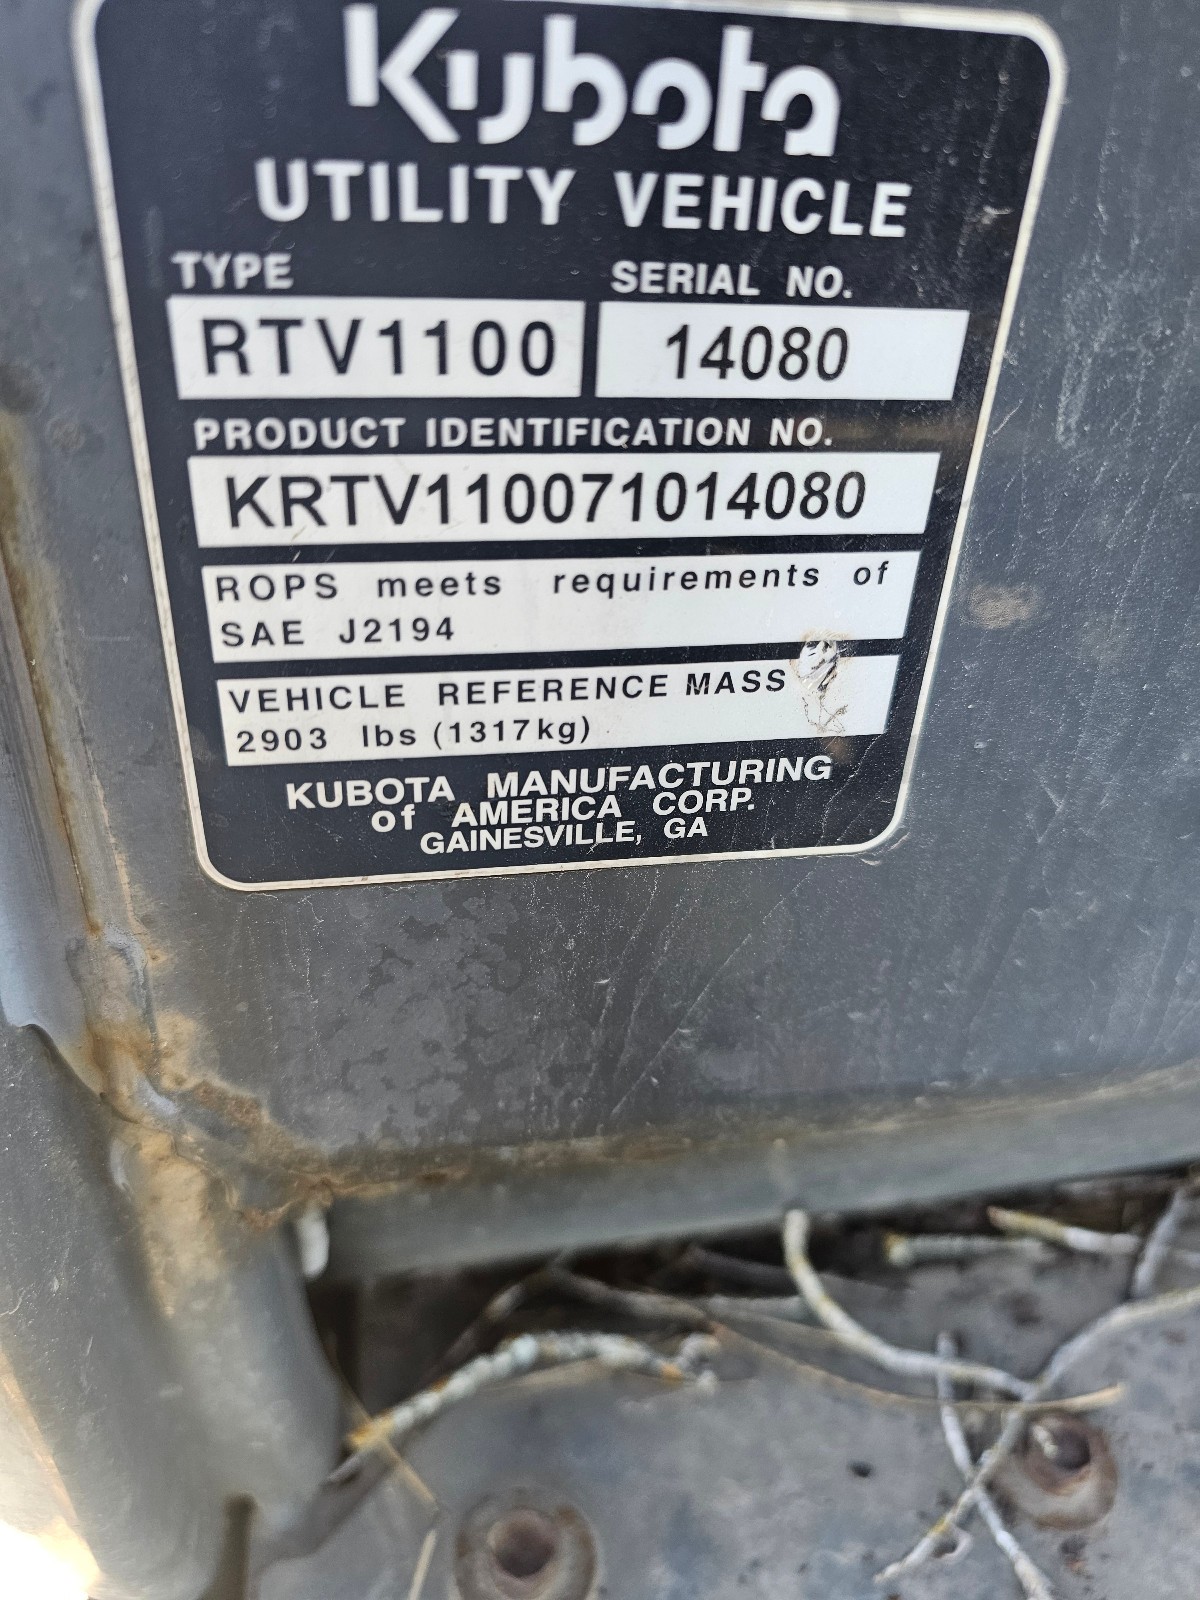 Kubota
UTILITY VEHICLE
TYPE SERIAL NO.
RTV1100 14080
PRODUCT IDENTIFICATION NO.
KRTV110071014080
ROPS meets requirements of
SAE J2194
VEHICLE REFERENCE MASS
2903 lbs (1317kg)
KUBOTA MANUFACTURING
of AMERICA CORP.
GAINESVILLE, GA